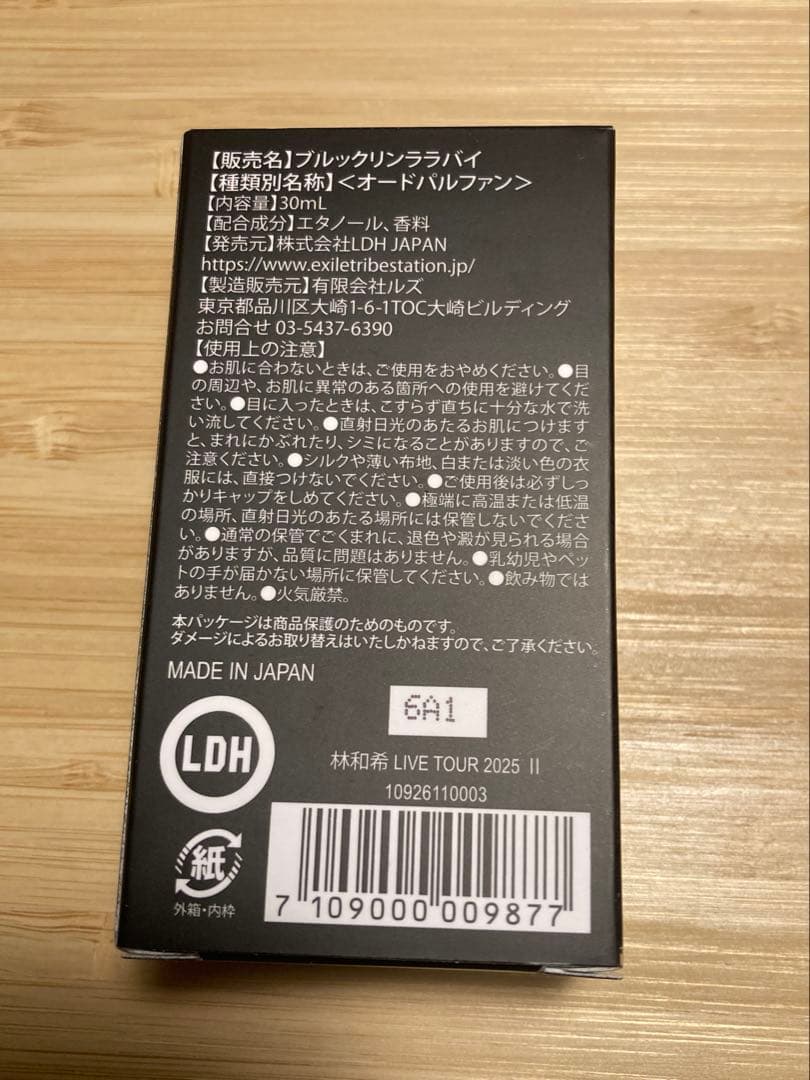 【販売名】ブルックリンララバイ
【種類別名称】<オードパルファン>
【内容量】30mL
【配合成分】エタノール、香料
【発売元】株式会社LDH JAPAN
https://www.exiletribestation.jp/
【製造販売元】有限会社ルズ
東京都品川区大崎1-6-1TOC大崎ビルディング
お問合せ 03-5437-6390
【使用上の注意】
●お肌に合わないときは、ご使用をおやめください。●目
の周辺や、お肌に異常のある箇所への使用を避けてくだ
さい。●目に入ったときは、こすらず直ちに十分な水で洗
い流してください。●直射日光のあたるお肌につけます
と、まれにかぶれたり、シミになることがありますので、ご
注意ください。●シルクや薄い布地、白または淡い色の衣
服には、直接つけないでください。●ご使用後は必ずしっ
かりキャップをしめてください。●極端に高温または低温
の場所、直射日光のあたる場所には保管しないでくださ
い。●通常の保管でごくまれに、退色や澱が見られる場合
がありますが、品質に問題はありません。●乳幼児やペッ
トの手が届かない場所に保管してください。●飲み物では
ありません。●火気厳禁。
本パッケージは商品保護のためのものです。
ダメージによるお取り替えはいたしかねますので、ご了承ください。
MADE IN JAPAN
6A1
LDH
林和希 LIVE TOUR 2025 II
10926110003
紙
外箱・内枠
7 109000 009877